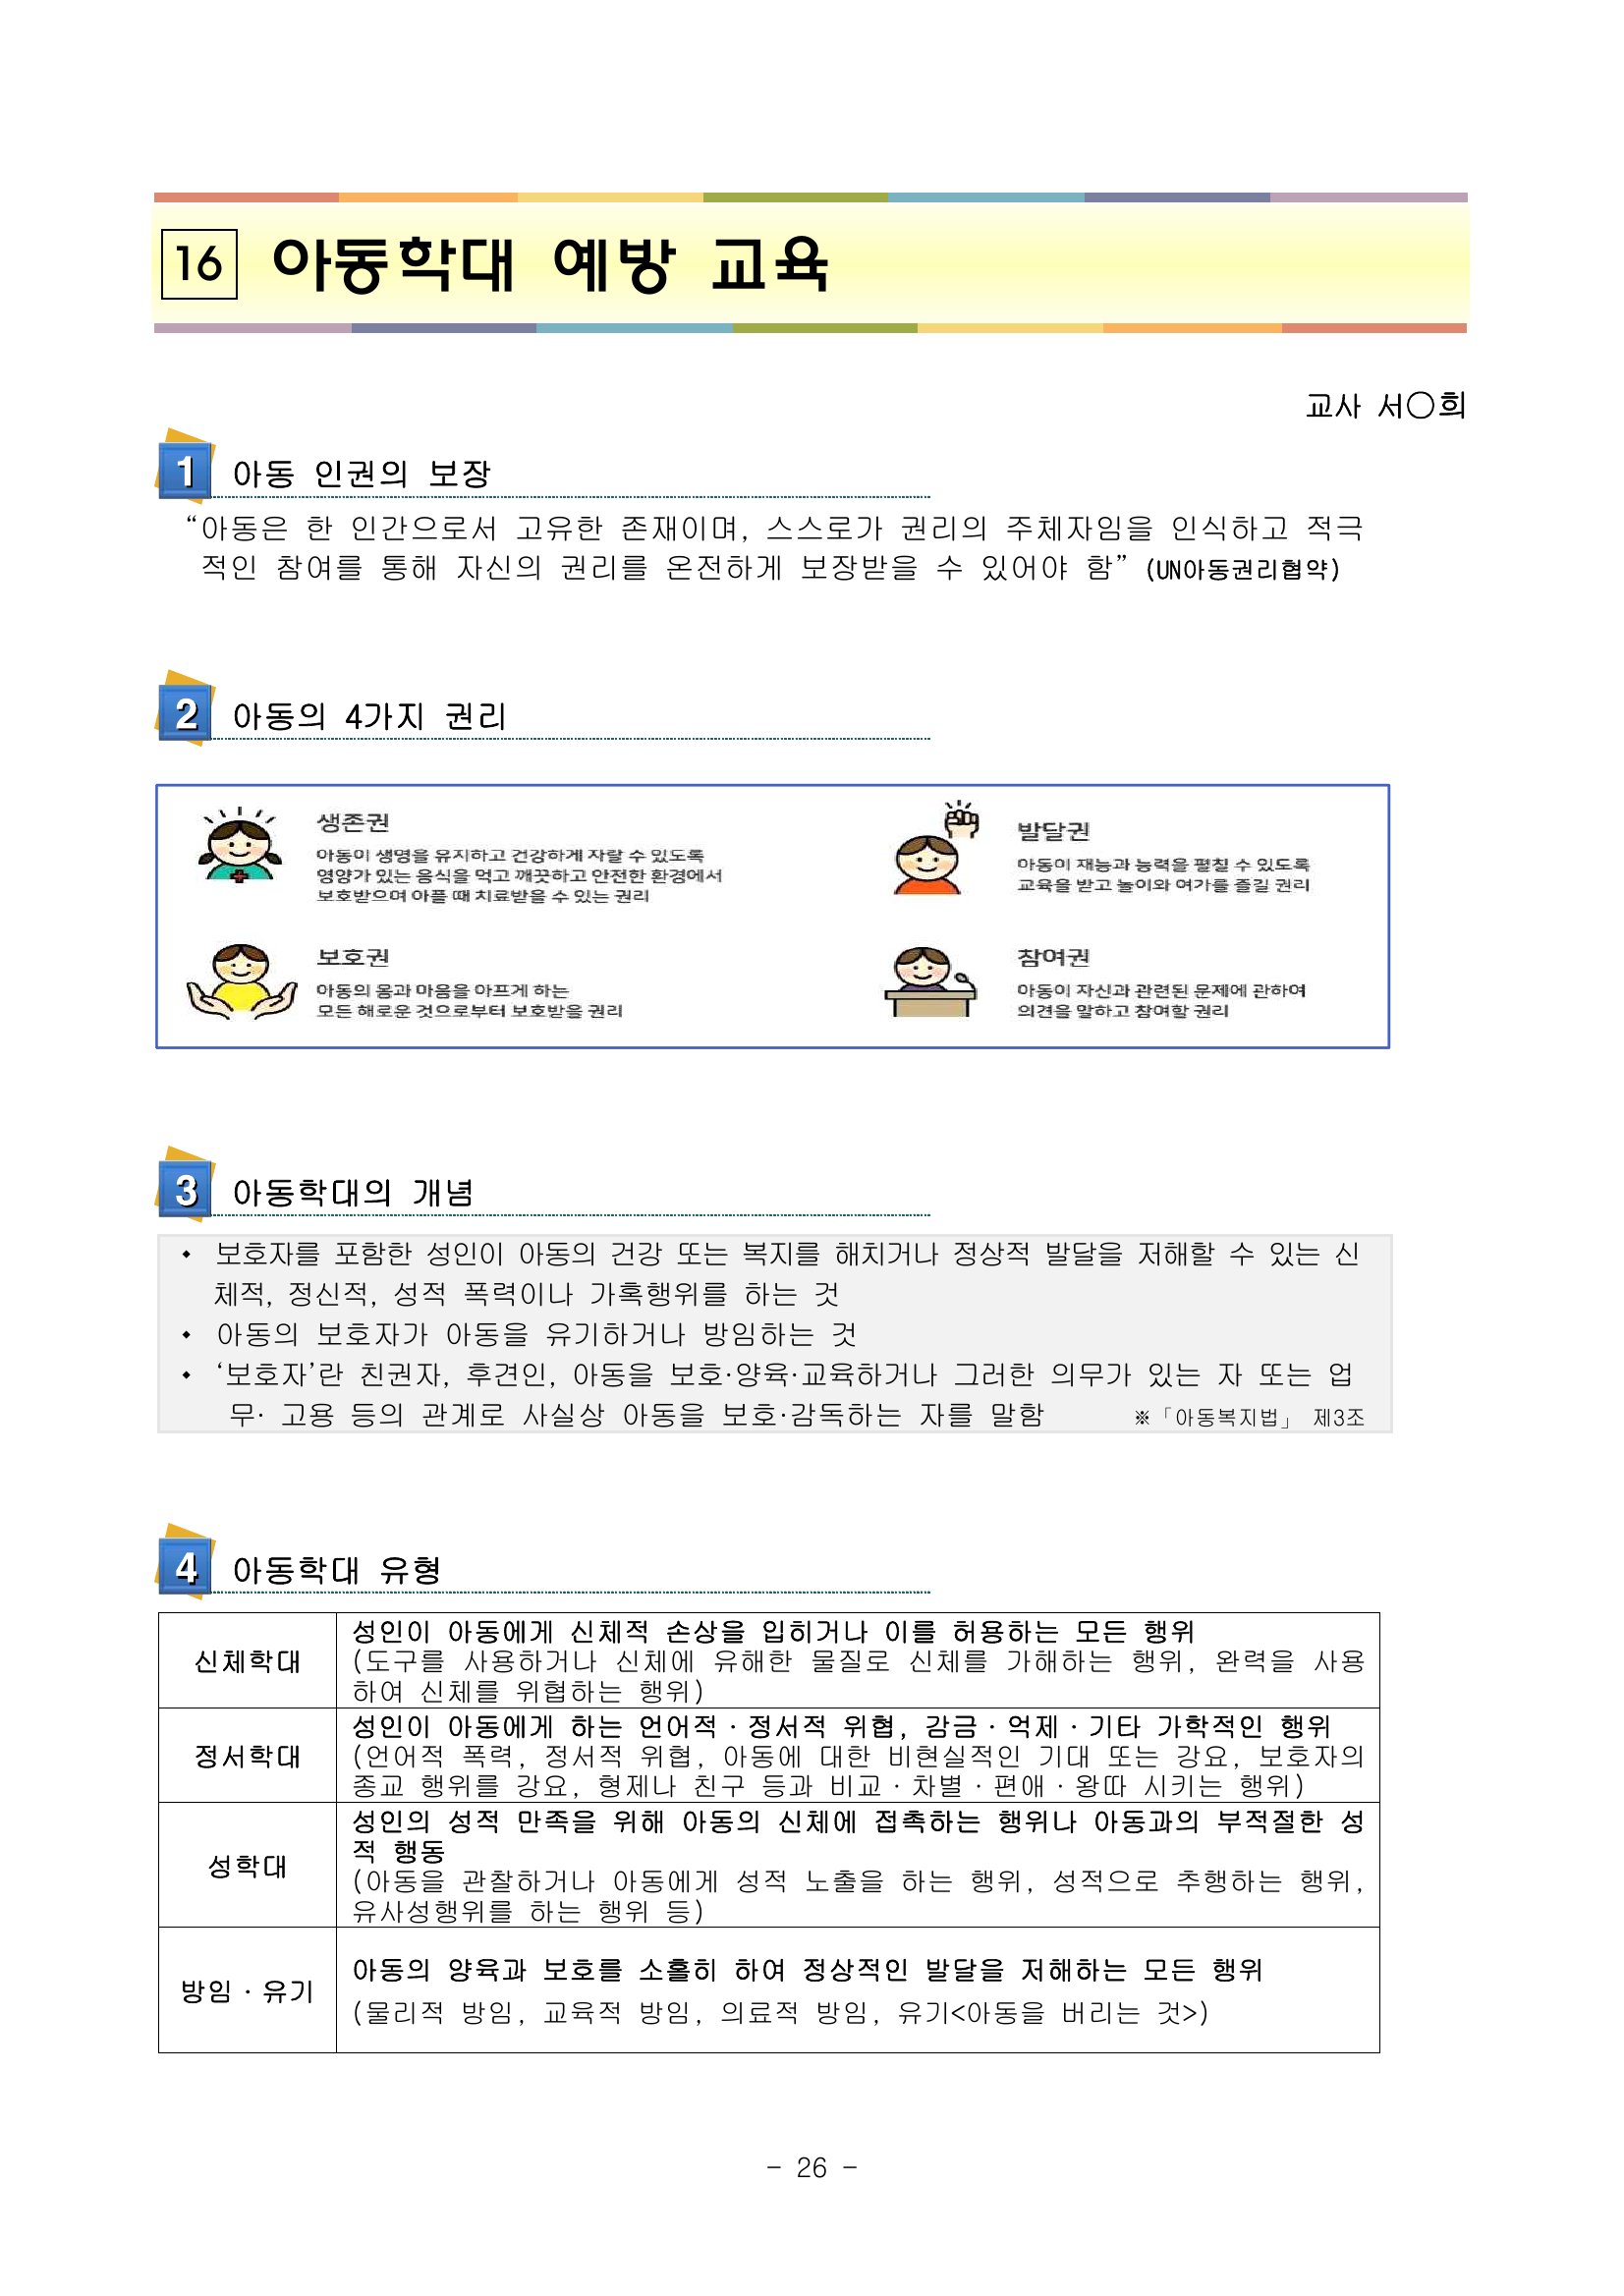 16 아동학대 예방 교육
교사 서○희
1 아동 인권의 보장
“아동은 한 인간으로서 고유한 존재이며, 스스로가 권리의 주체자임을 인식하고 적극
적인 참여를 통해 자신의 권리를 온전하게 보장받을 수 있어야 함” (UN아동권리협약)
2 아동의 4가지 권리
생존권
아동이 생명을 유지하고 건강하게 자랄 수 있도록
영양가 있는 음식을 먹고 깨끗하고 안전한 환경에서
보호받으며 아플 때 치료받을 수 있는 권리
발달권
아동이 재능과 능력을 펼칠 수 있도록
교육을 받고 놀이와 여가를 즐길 권리
보호권
아동의 몸과 마음을 아프게 하는
모든 해로운 것으로부터 보호받을 권리
참여권
아동이 자신과 관련된 문제에 관하여
의견을 말하고 참여할 권리
3 아동학대의 개념
◆ 보호자를 포함한 성인이 아동의 건강 또는 복지를 해치거나 정상적 발달을 저해할 수 있는 신
체적, 정신적, 성적 폭력이나 가혹행위를 하는 것
◆ 아동의 보호자가 아동을 유기하거나 방임하는 것
◆ ‘보호자’란 친권자, 후견인, 아동을 보호·양육·교육하거나 그러한 의무가 있는 자 또는 업
무· 고용 등의 관계로 사실상 아동을 보호·감독하는 자를 말함 ※「아동복지법」 제3조
4 아동학대 유형
신체학대
성인이 아동에게 신체적 손상을 입히거나 이를 허용하는 모든 행위
(도구를 사용하거나 신체에 유해한 물질로 신체를 가해하는 행위, 완력을 사용
하여 신체를 위협하는 행위)
정서학대
성인이 아동에게 하는 언어적·정서적 위협, 감금·억제·기타 가학적인 행위
(언어적 폭력, 정서적 위협, 아동에 대한 비현실적인 기대 또는 강요, 보호자의
종교 행위를 강요, 형제나 친구 등과 비교·차별·편애·왕따 시키는 행위)
성학대
성인의 성적 만족을 위해 아동의 신체에 접촉하는 행위나 아동과의 부적절한 성
적 행동
(아동을 관찰하거나 아동에게 성적 노출을 하는 행위, 성적으로 추행하는 행위,
유사성행위를 하는 행위 등)
방임·유기
아동의 양육과 보호를 소홀히 하여 정상적인 발달을 저해하는 모든 행위
(물리적 방임, 교육적 방임, 의료적 방임, 유기<아동을 버리는 것>)
- 26 -